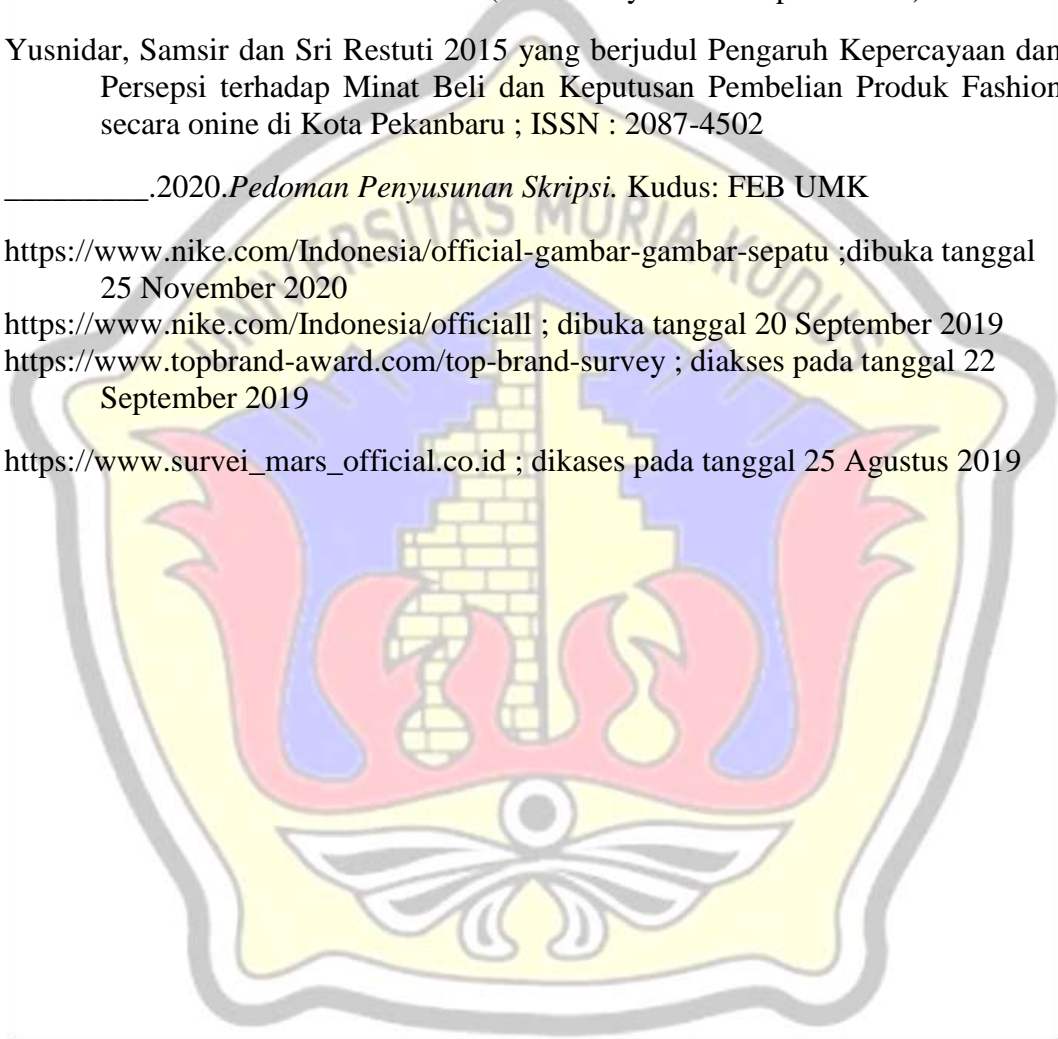 Yusnidar, Samsir dan Sri Restuti 2015 yang berjudul Pengaruh Kepercayaan dan
Persepsi terhadap Minat Beli dan Keputusan Pembelian Produk Fashion
secara onine di Kota Pekanbaru ; ISSN : 2087-4502
_________.2020.Pedoman Penyusunan Skripsi. Kudus: FEB UMK
UNIVERSITAS MURIA KUDUS
https://www.nike.com/Indonesia/official-gambar-gambar-sepatu ;dibuka tanggal
25 November 2020
https://www.nike.com/Indonesia/officiall ; dibuka tanggal 20 September 2019
https://www.topbrand-award.com/top-brand-survey ; diakses pada tanggal 22
September 2019
https://www.survei_mars_official.co.id ; dikases pada tanggal 25 Agustus 2019